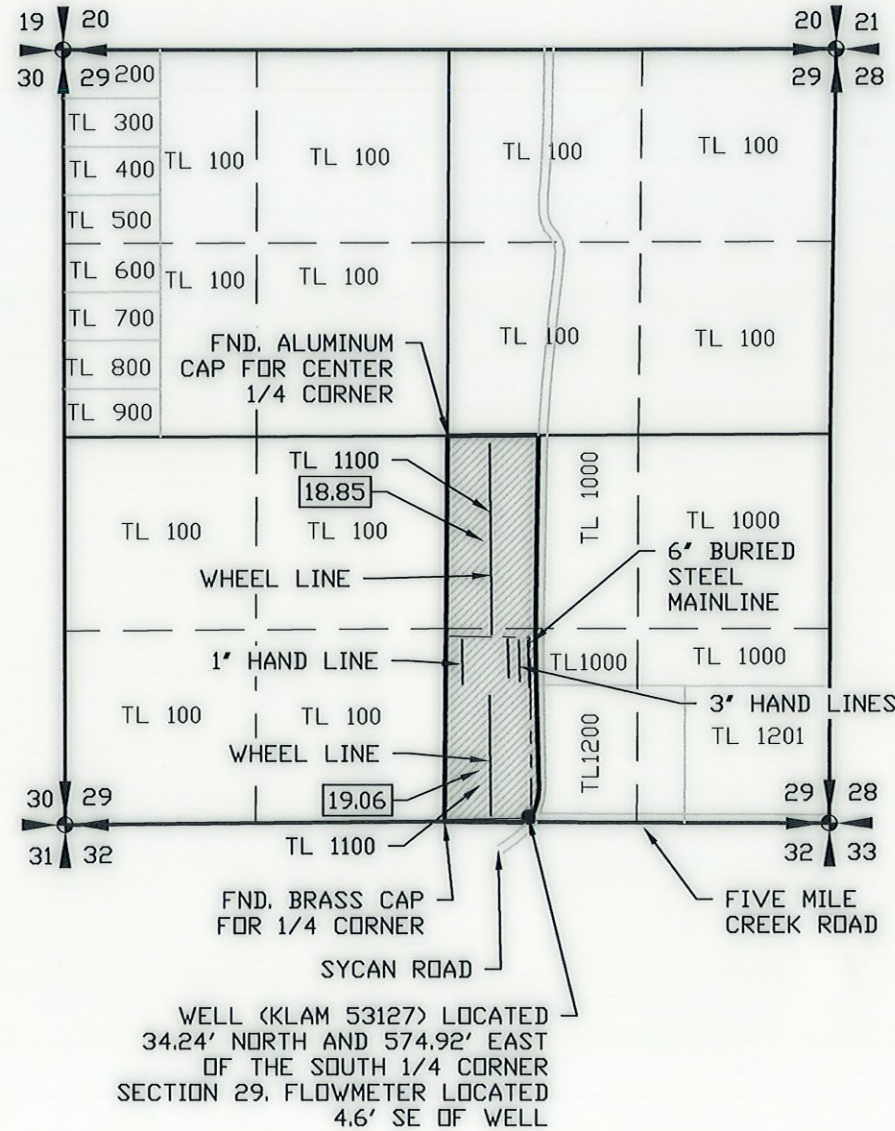 19 20
20 21
30 29 200
29 28
TL 300
TL 400
TL 500
TL 600
TL 700
TL 800
TL 900
TL 100
TL 100
TL 100
TL 100
TL 100
TL 100
TL 100
TL 100
FND. ALUMINUM
CAP FOR CENTER
1/4 CORNER
TL 1100
18.85
TL 100
TL 100
WHEEL LINE
TL 1000
TL 1000
6" BURIED
STEEL
MAINLINE
1" HAND LINE
TL1000
TL 1000
3" HAND LINES
TL 100
TL 100
WHEEL LINE
19.06
TL 1100
TL1200
TL 1201
30 29
31 32
29 28
32 33
FND. BRASS CAP
FOR 1/4 CORNER
SYCAN ROAD
FIVE MILE
CREEK ROAD
WELL (KLAM 53127) LOCATED
34.24' NORTH AND 574.92' EAST
OF THE SOUTH 1/4 CORNER
SECTION 29. FLOWMETER LOCATED
4.6' SE OF WELL